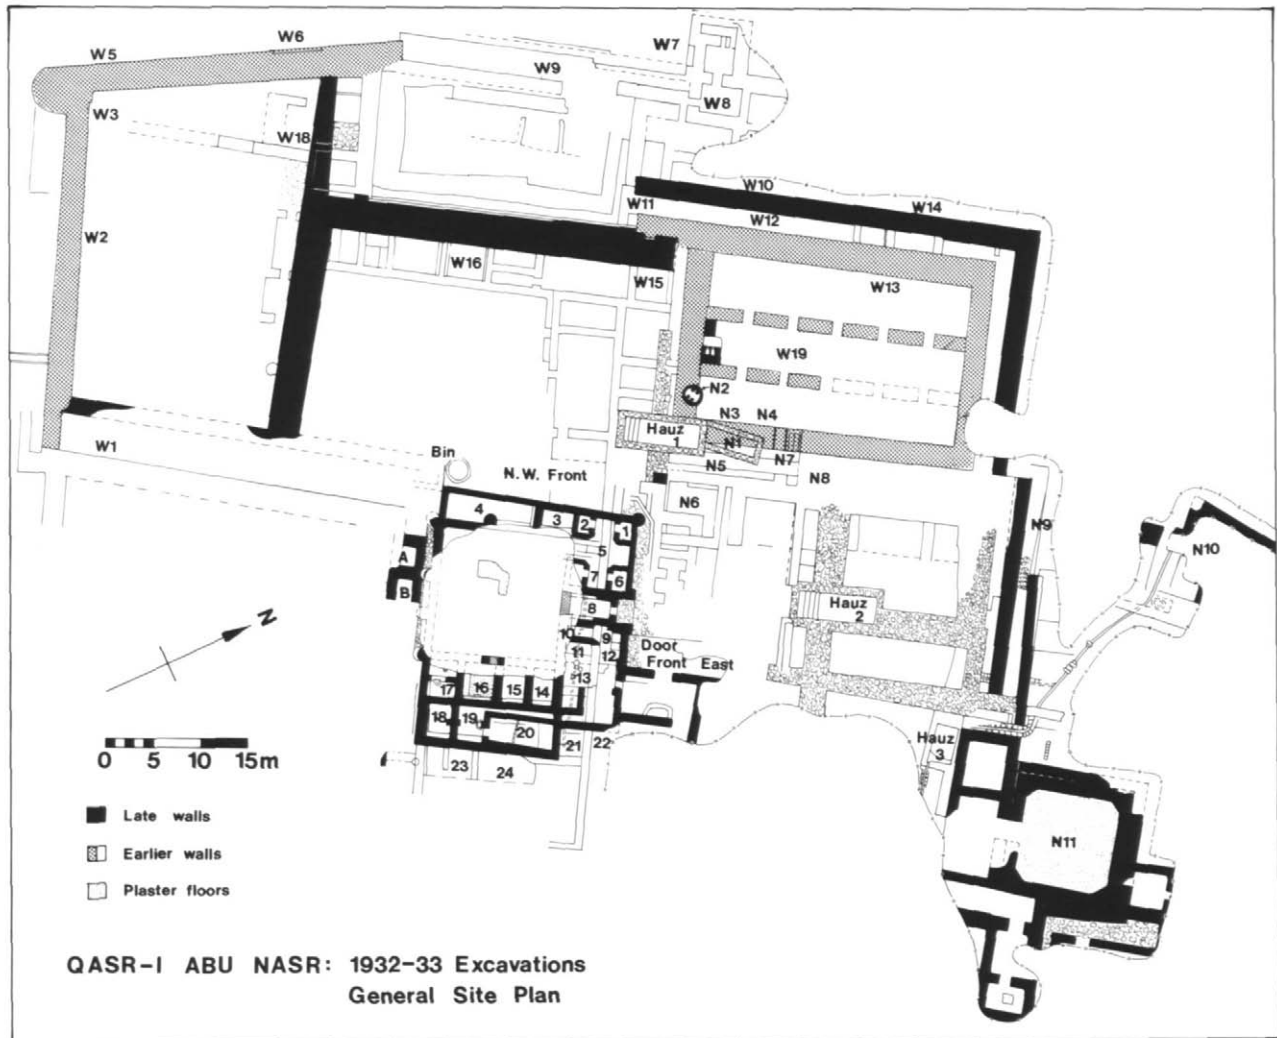 W6
W5
W7
W9
W8
W3
W18
W10
W14
W11
W12
W2
W16
W15
W13
W19
N2
N3 N4
Hauz
1
N1
W1
Bin
N.W. Front
N5
N7
N8
N6
4
3
2
1
5
N9
N10
A
B
7
6
8
Hauz
2
N
10
9
11
12
13
Door
Front East
17
16
15
14
18
19
20
21
22
23
24
Hauz
3
N11
0 5 10 15m
Late walls
Earlier walls
Plaster floors
QASR-I ABU NASR: 1932-33 Excavations
General Site Plan